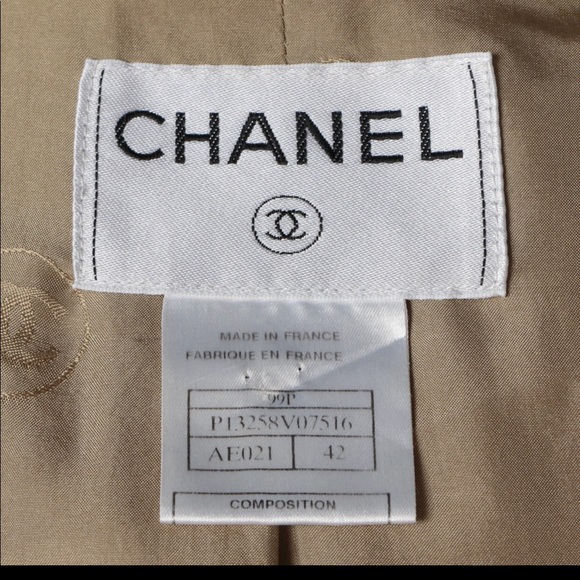 CHANEL
MADE IN FRANCE
FABRIQUE EN FRANCE
99P
P13258V07516
AE021 42
COMPOSITION